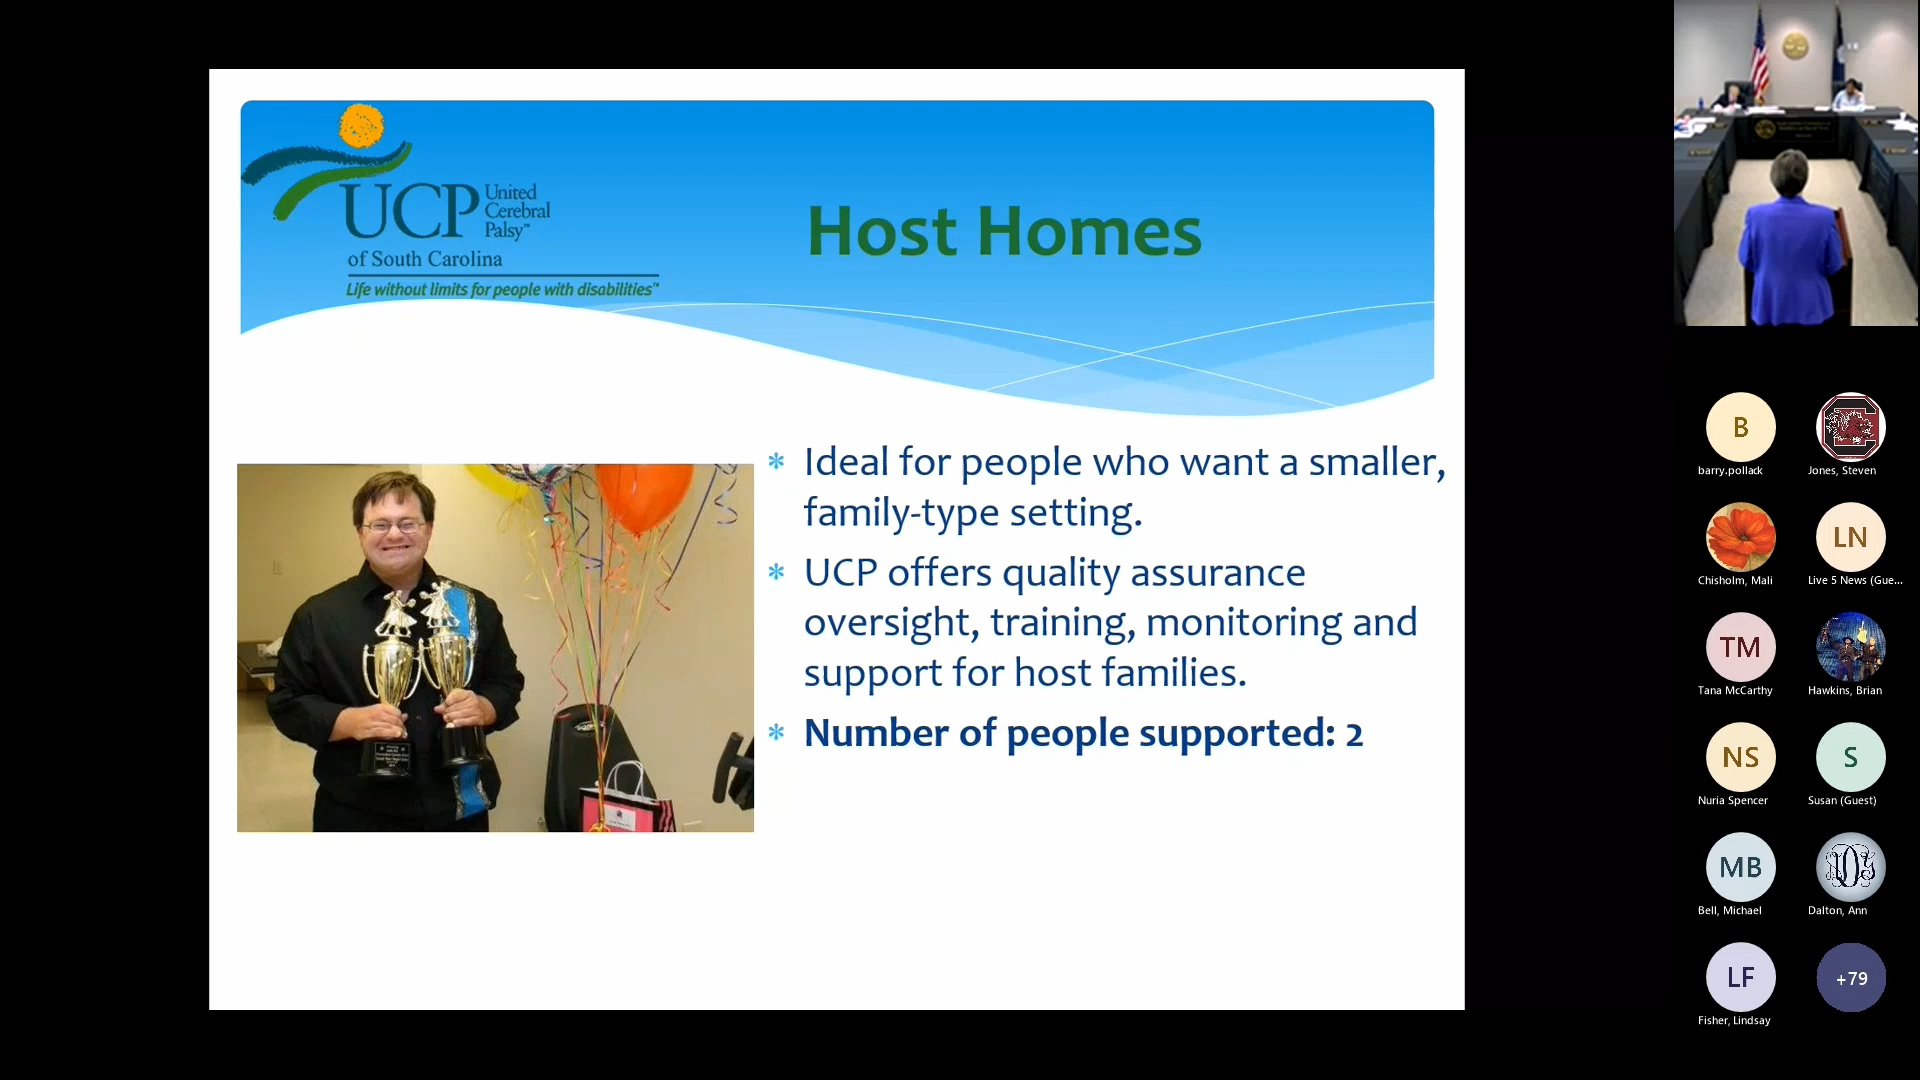 UCP United
Cerebral
Palsy™
of South Carolina
Life without limits for people with disabilities™
Host Homes
* Ideal for people who want a smaller,
family-type setting.
* UCP offers quality assurance
oversight, training, monitoring and
support for host families.
* Number of people supported: 2
B
barry.pollack
Jones, Steven
Chisholm, Mali
LN
Live 5 News (Gue...
TM
Tana McCarthy
Hawkins, Brian
NS
Nuria Spencer
S
Susan (Guest)
MB
Bell, Michael
Dalton, Ann
LF
Fisher, Lindsay
+79